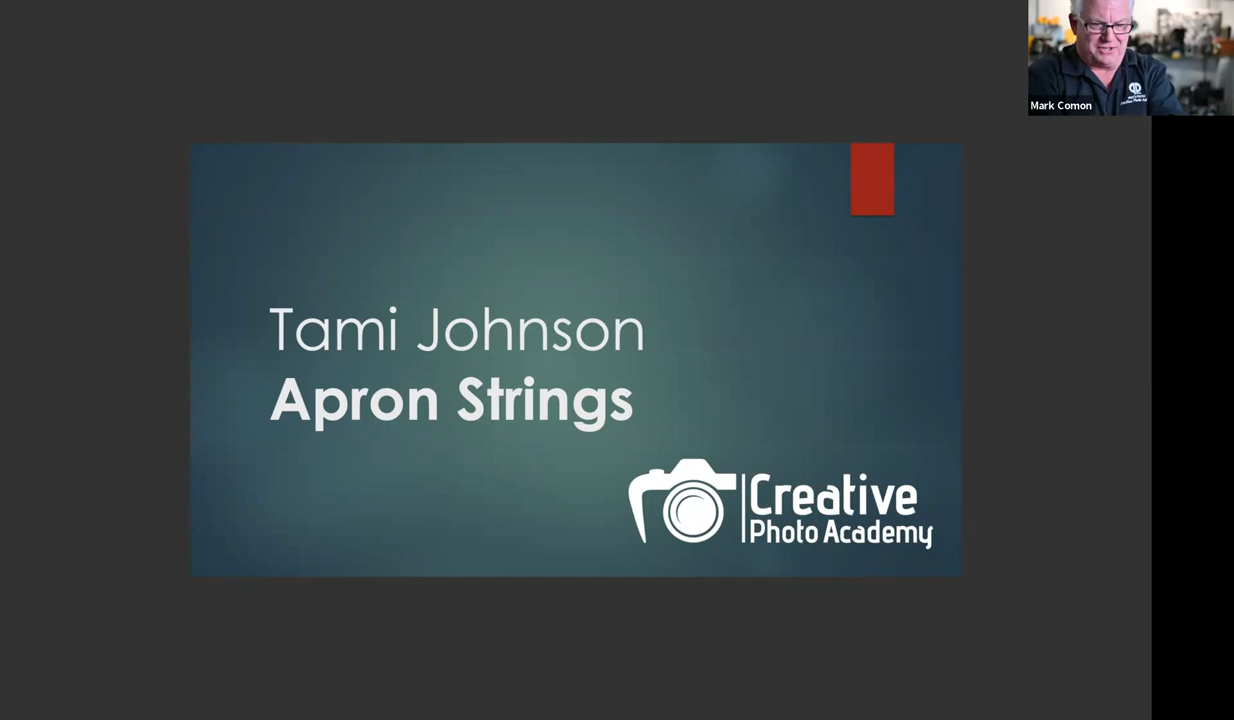 Mark Comon
Tami Johnson
Apron Strings
Creative
Photo Academy